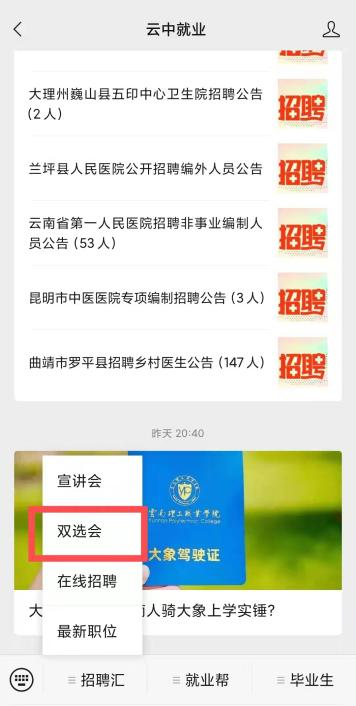 云中就业
招聘
大理州巍山县五印中心卫生院招聘公告
（2人）
招聘
兰坪县人民医院公开招聘编外人员公告
招聘
云南省第一人民医院招聘非事业编制人
员公告（53人）
招聘
昆明市中医医院专项编制招聘公告（3人）
招聘
曲靖市罗平县招聘乡村医生公告（147人）
招聘
昨天 20:40
云南理工职业学院
Yunnan Polytechnic College
大象驾驶证
宣讲会
双选会
在线招聘
最新职位
大
人骑大象上学实锤？
招聘汇
就业帮
毕业生